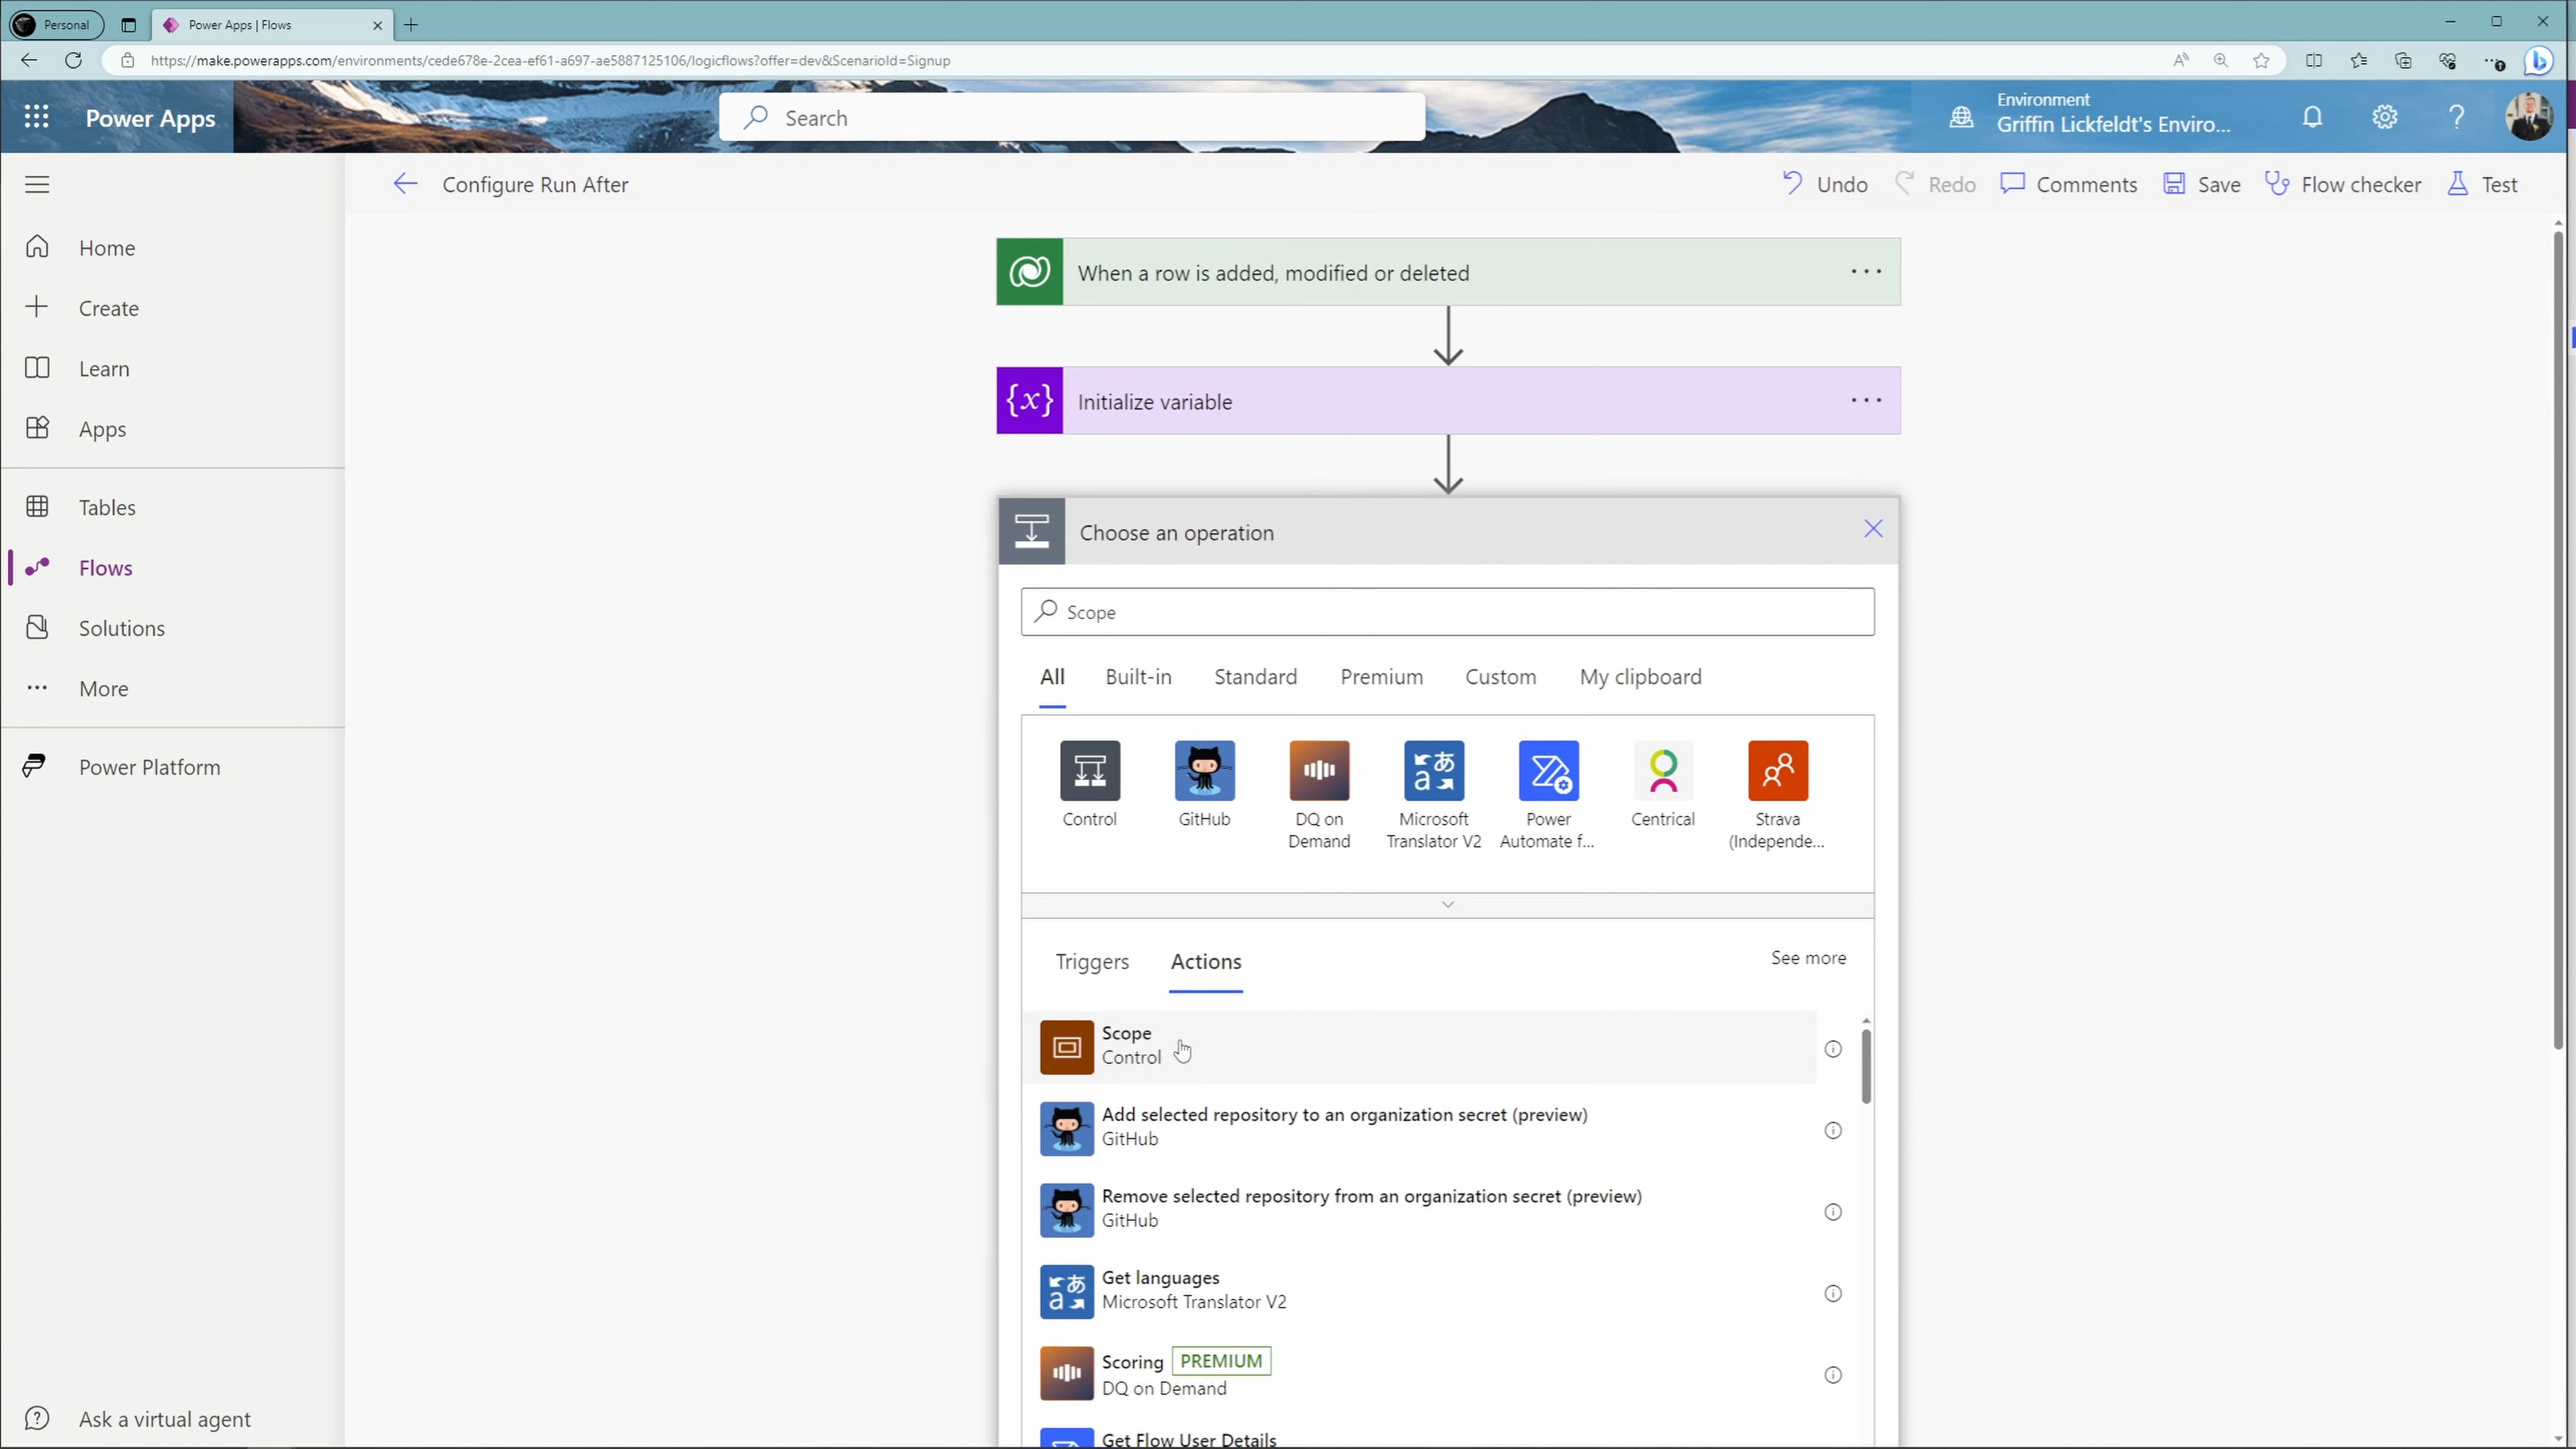 Personal
Power Apps | Flows
https://make.powerapps.com/environments/cede678e-2cea-ef61-a697-ae5887125106/logicflows?offer=dev&ScenarioId=Signup
Power Apps
Search
Environment
Griffin Lickfeldt's Enviro...
Configure Run After
Undo
Redo
Comments
Save
Flow checker
Test
Home
Create
Learn
Apps
Tables
Flows
Solutions
More
Power Platform
Ask a virtual agent
When a row is added, modified or deleted
{x} Initialize variable
Choose an operation
Scope
All Built-in Standard Premium Custom My clipboard
Control
GitHub
DQ on
Demand
Microsoft
Translator V2
Power
Automate f...
Centrical
Strava
(Independe...
Triggers Actions See more
Scope
Control
Add selected repository to an organization secret (preview)
GitHub
Remove selected repository from an organization secret (preview)
GitHub
Get languages
Microsoft Translator V2
Scoring PREMIUM
DQ on Demand
Get Flow User Details